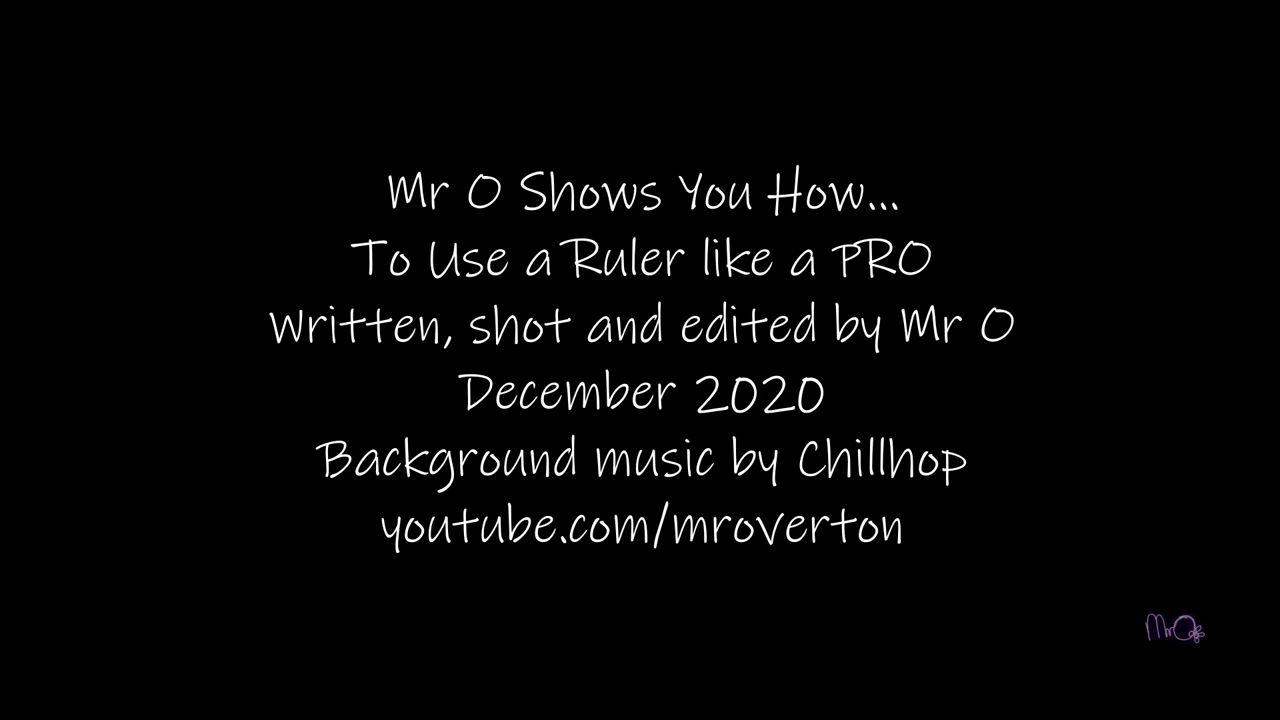 Mr O Shows You How...
To Use a Ruler like a PRO
Written, shot and edited by Mr O
December 2020
Background music by Chillhop
youtube.com/mroverton
MrO